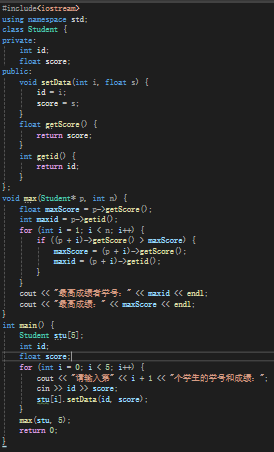 #include<iostream>
using namespace std;
class Student {
private:
    int id;
    float score;
public:
    void setData(int i, float s) {
        id = i;
        score = s;
    }
    float getScore() {
        return score;
    }
    int getid() {
        return id;
    }
};
void max(Student* p, int n) {
    float maxScore = p->getScore();
    int maxid = p->getid();
    for (int i = 1; i < n; i++) {
        if ((p + i)->getScore() > maxScore) {
            maxScore = (p + i)->getScore();
            maxid = (p + i)->getid();
        }
    }
    cout << "最高成绩者学号：" << maxid << endl;
    cout << "最高成绩：" << maxScore << endl;
}
int main() {
    Student stu[5];
    int id;
    float score;
    for (int i = 0; i < 5; i++) {
        cout << "请输入第" << i + 1 << "个学生的学号和成绩：";
        cin >> id >> score;
        stu[i].setData(id, score);
    }
    max(stu, 5);
    return 0;
}